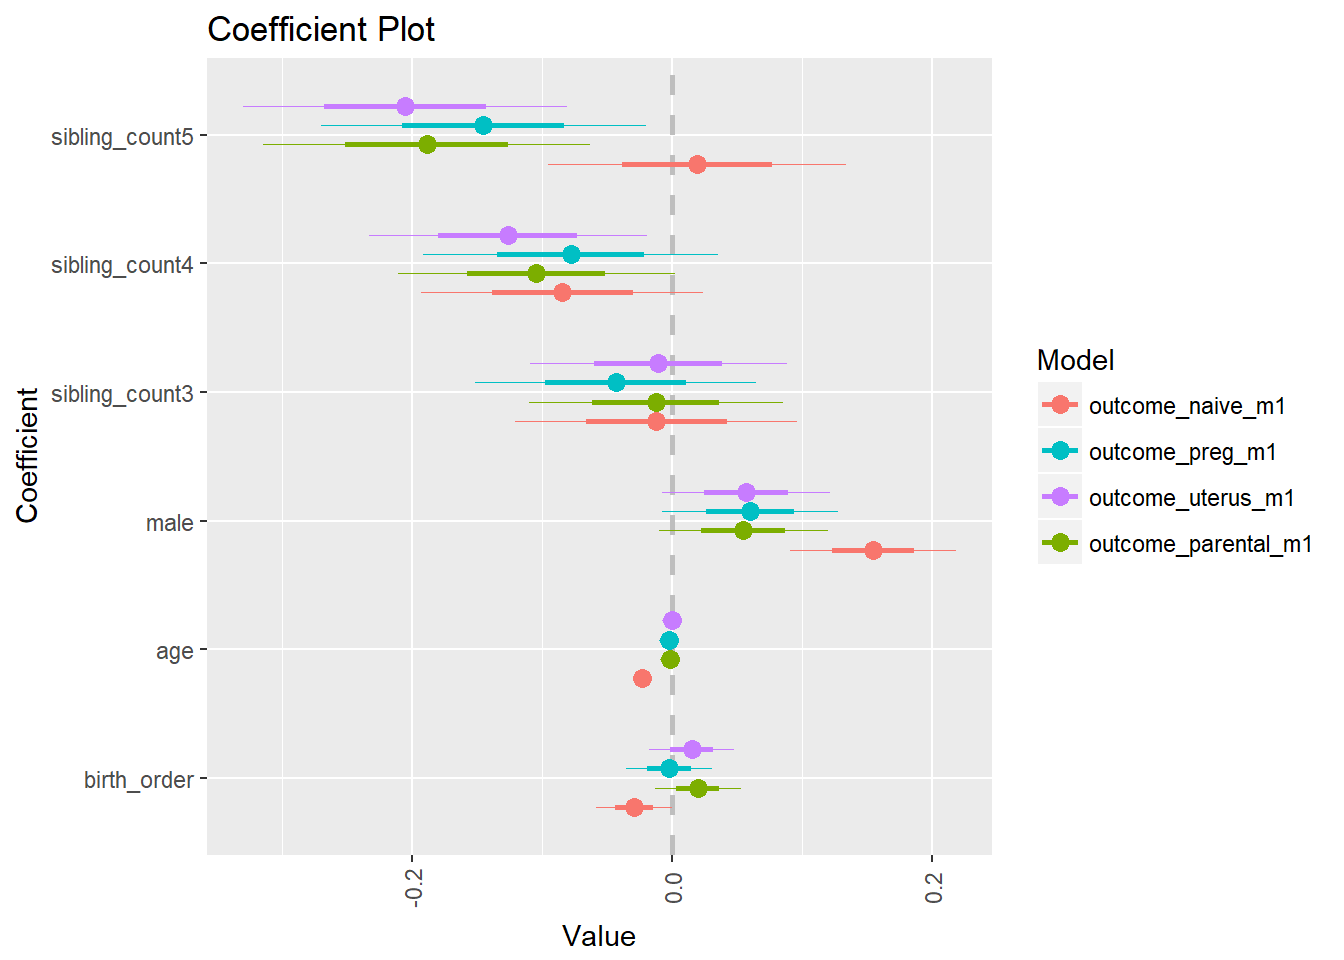 Coefficient Plot
sibling_count5
sibling_count4
sibling_count3
male
age
birth_order
Coefficient
-0.2
0.0
0.2
Value
Model
outcome_naive_m1
outcome_preg_m1
outcome_uterus_m1
outcome_parental_m1